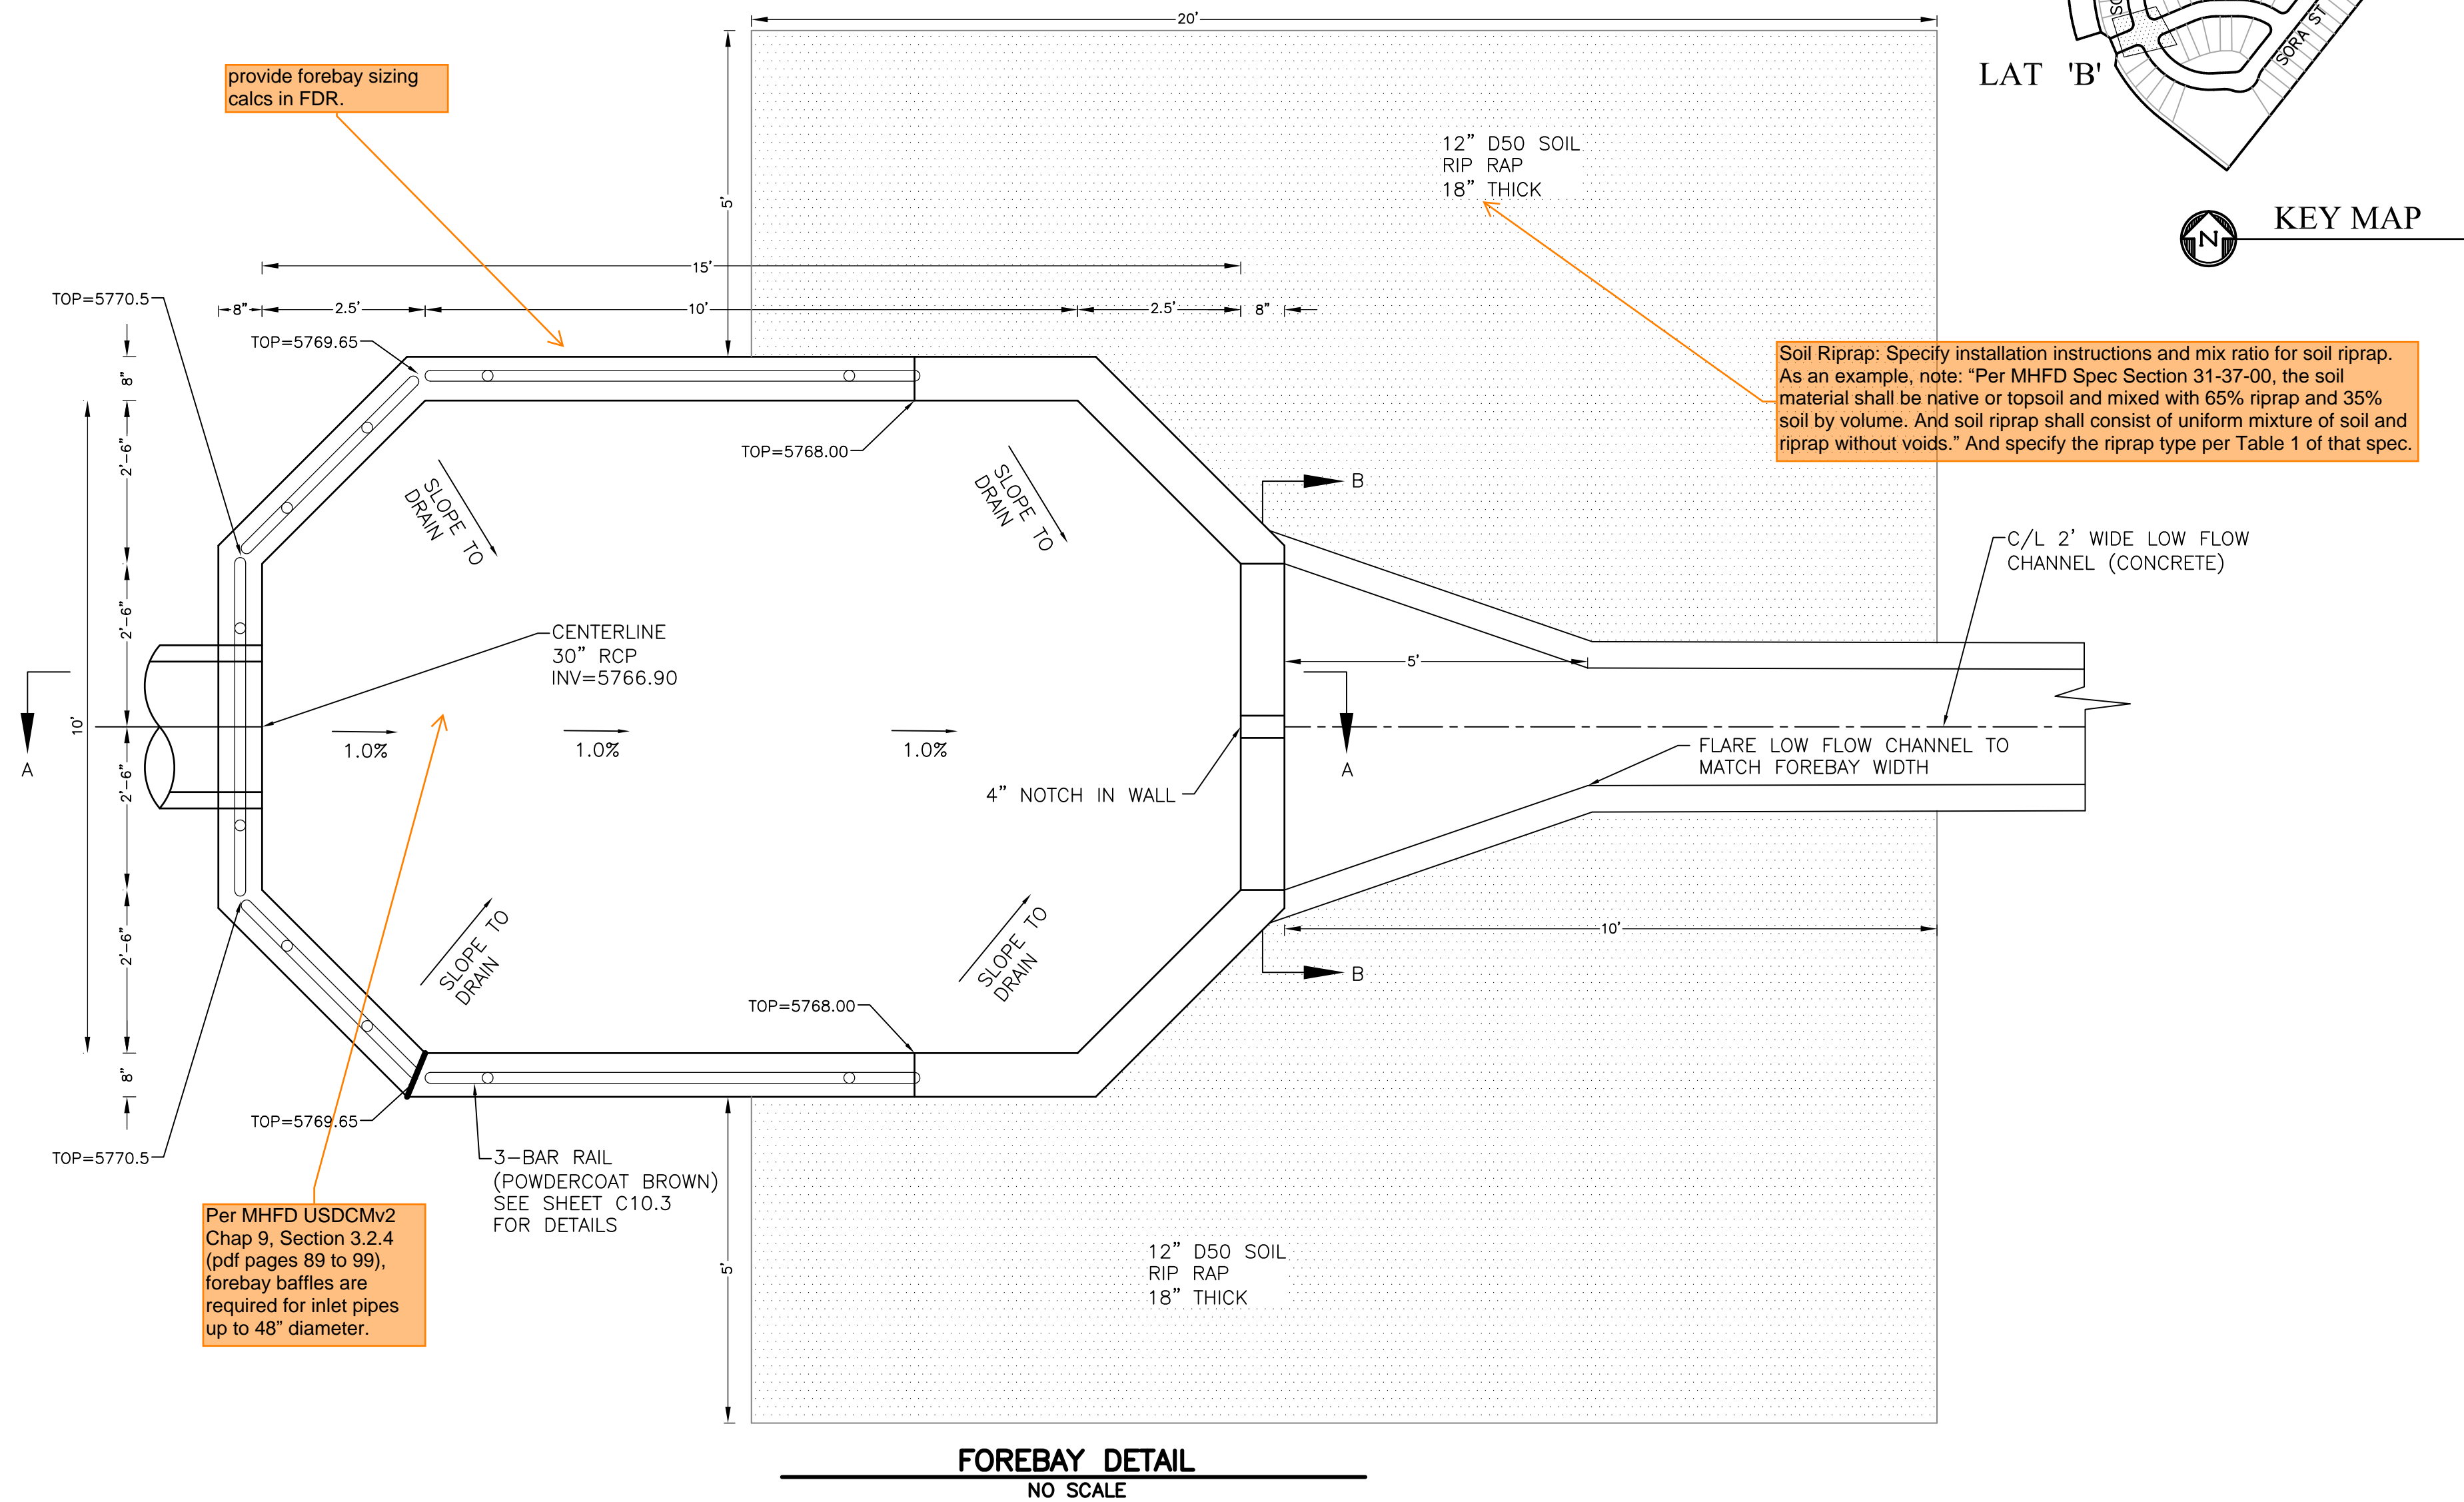 20'
SORA ST
LAT 'B'
KEY MAP
N
provide forebay sizing
calcs in FDR.
5'
12" D50 SOIL
RIP RAP
18" THICK
15'
TOP=5770.5
8"
2.5'
10'
2.5'
8"
TOP=5769.65
8"
Soil Riprap: Specify installation instructions and mix ratio for soil riprap.
As an example, note: “Per MHFD Spec Section 31-37-00, the soil
material shall be native or topsoil and mixed with 65% riprap and 35%
soil by volume. And soil riprap shall consist of uniform mixture of soil and
riprap without voids.” And specify the riprap type per Table 1 of that spec.
TOP=5768.00
2'-6"
SLOPE TO
DRAIN
SLOPE TO
DRAIN
B
C/L 2' WIDE LOW FLOW
CHANNEL (CONCRETE)
2'-6"
CENTERLINE
30" RCP
INV=5766.90
5'
10'
A
1.0%
1.0%
1.0%
A
FLARE LOW FLOW CHANNEL TO
MATCH FOREBAY WIDTH
2'-6"
4" NOTCH IN WALL
2'-6"
SLOPE TO
DRAIN
SLOPE TO
DRAIN
10'
B
TOP=5768.00
8"
TOP=5769.65
TOP=5770.5
3-BAR RAIL
(POWDERCOAT BROWN)
SEE SHEET C10.3
FOR DETAILS
Per MHFD USDCMv2
Chap 9, Section 3.2.4
(pdf pages 89 to 99),
forebay baffles are
required for inlet pipes
up to 48” diameter.
5'
12" D50 SOIL
RIP RAP
18" THICK
FOREBAY DETAIL
NO SCALE